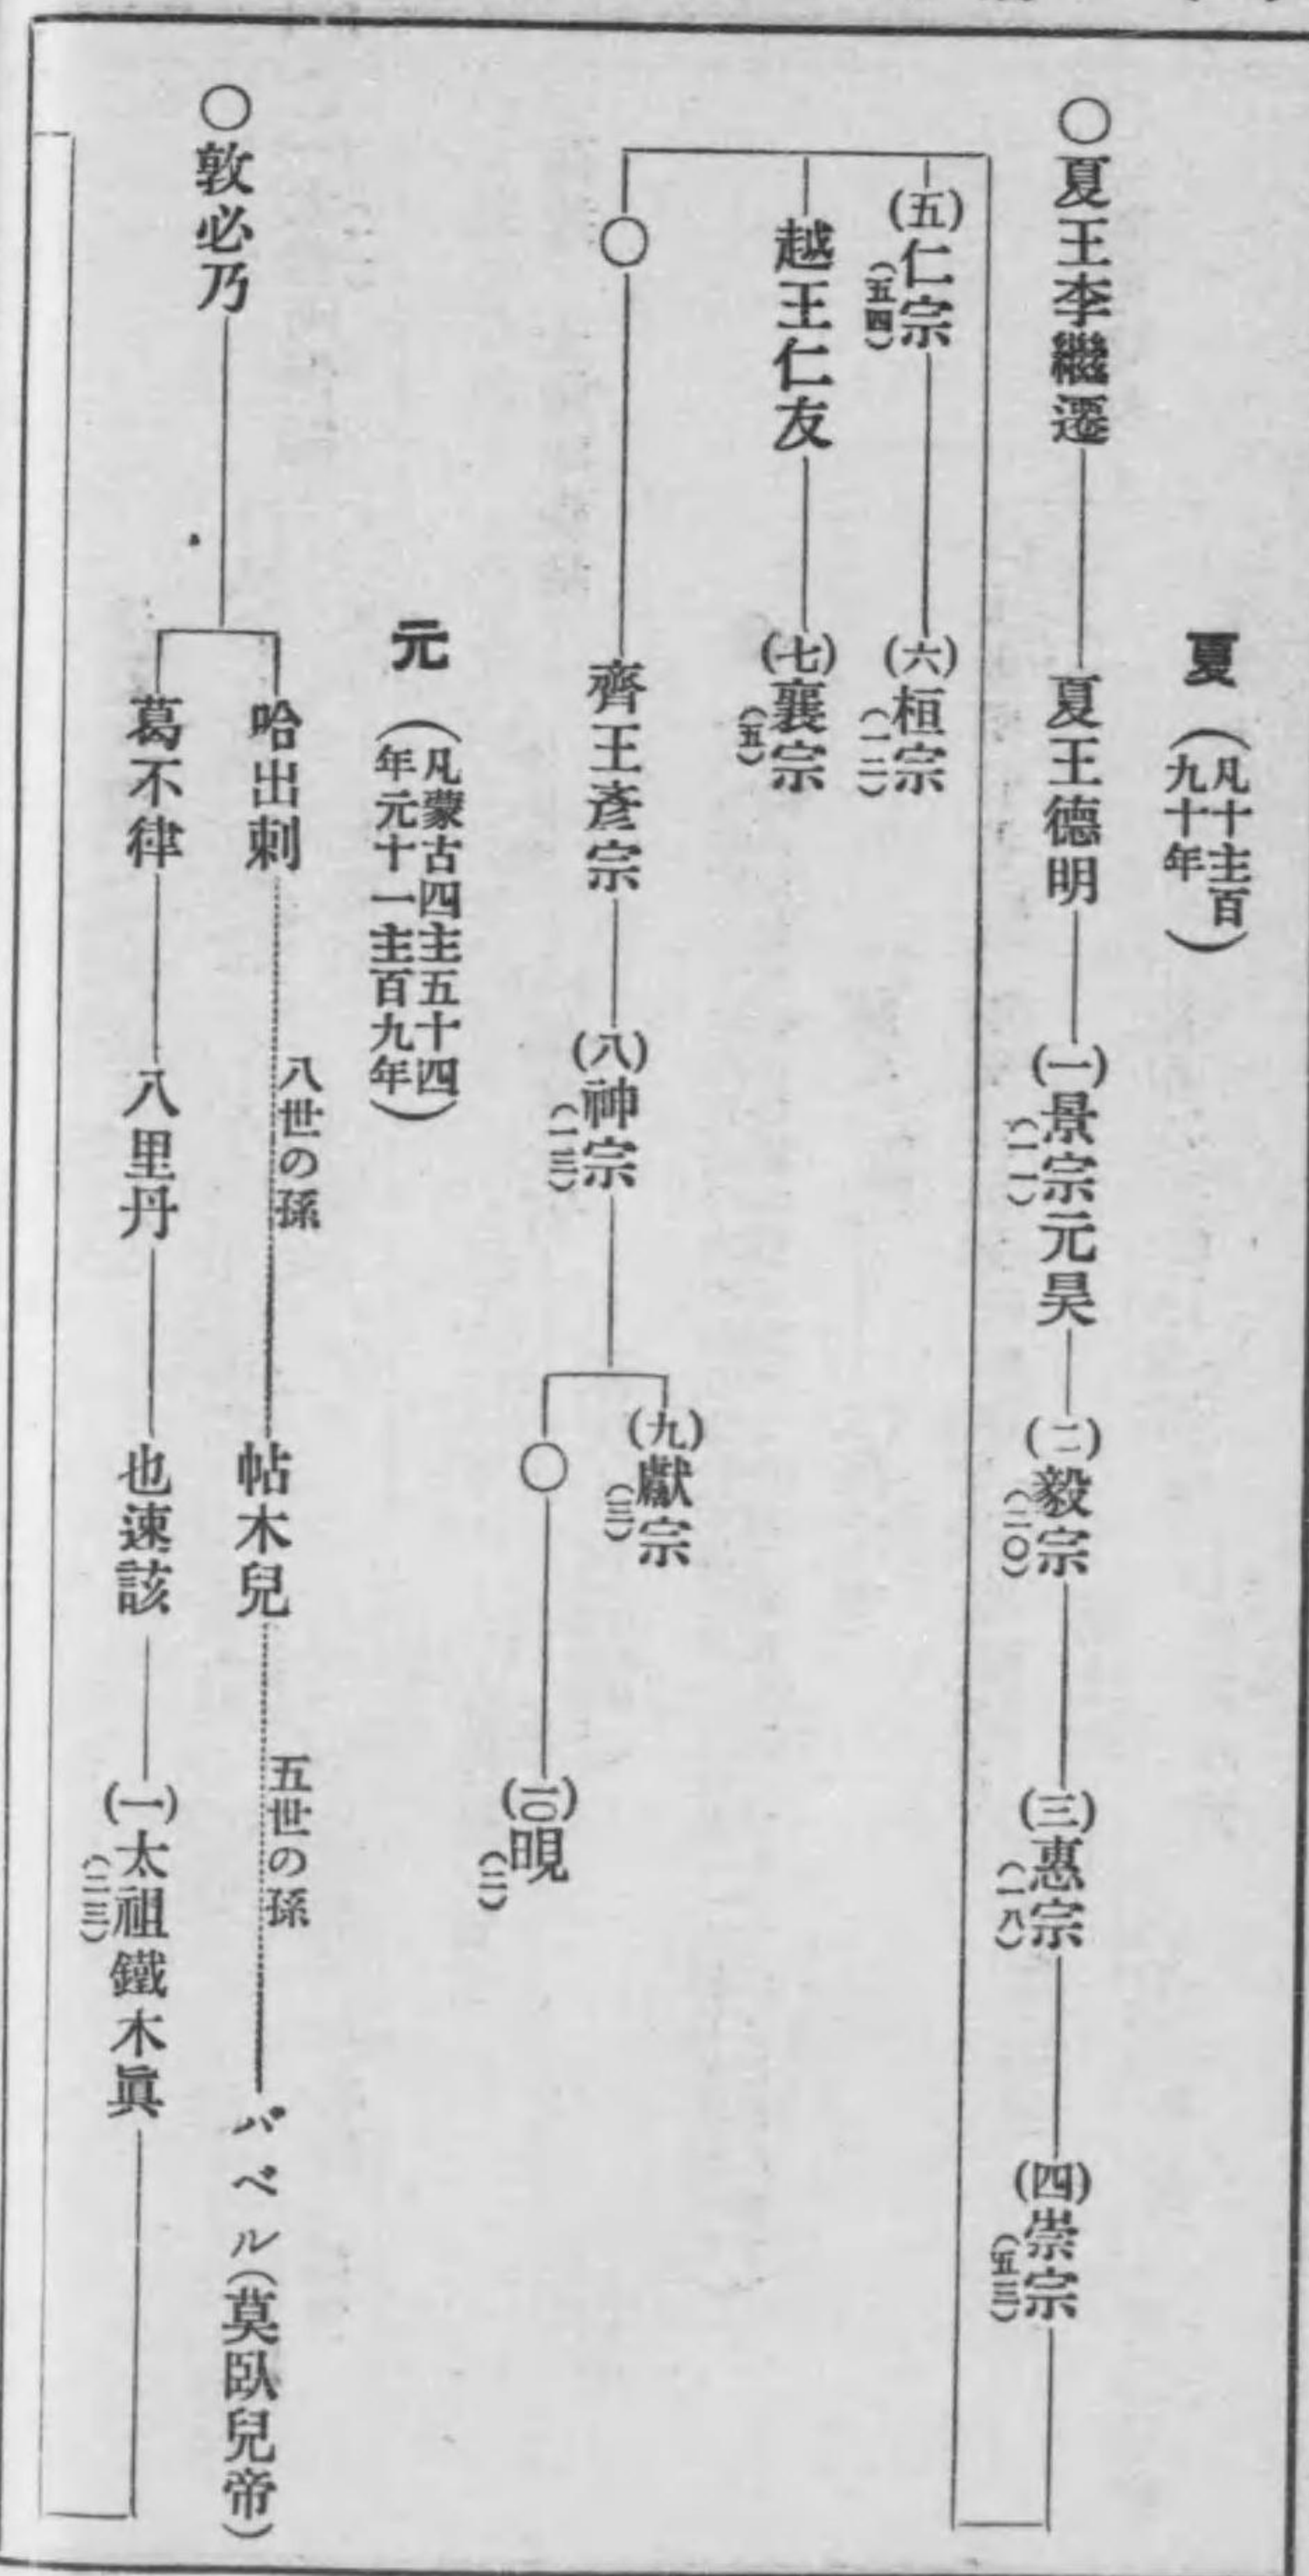 夏（凡十主百九十年）
〇夏王李繼遷
夏王德明
(一)景宗元昊(一一)
(二)毅宗(二〇)
(三)惠宗(一八)
(四)崇宗(五三)
(五)仁宗(五四)
(六)桓宗(一二)
越王仁友
(七)襄宗(五)
〇
齊王彥宗
(八)神宗(一三)
(九)獻宗(三)
〇
(一〇)晛(二)
元（凡蒙古四主五十四年元十一主百九年）
〇敦必乃
哈出剌
八世の孫
帖木兒
五世の孫
バベル(莫臥兒帝)
葛不律
八里丹
也速該
(一)太祖鐵木眞(二三)